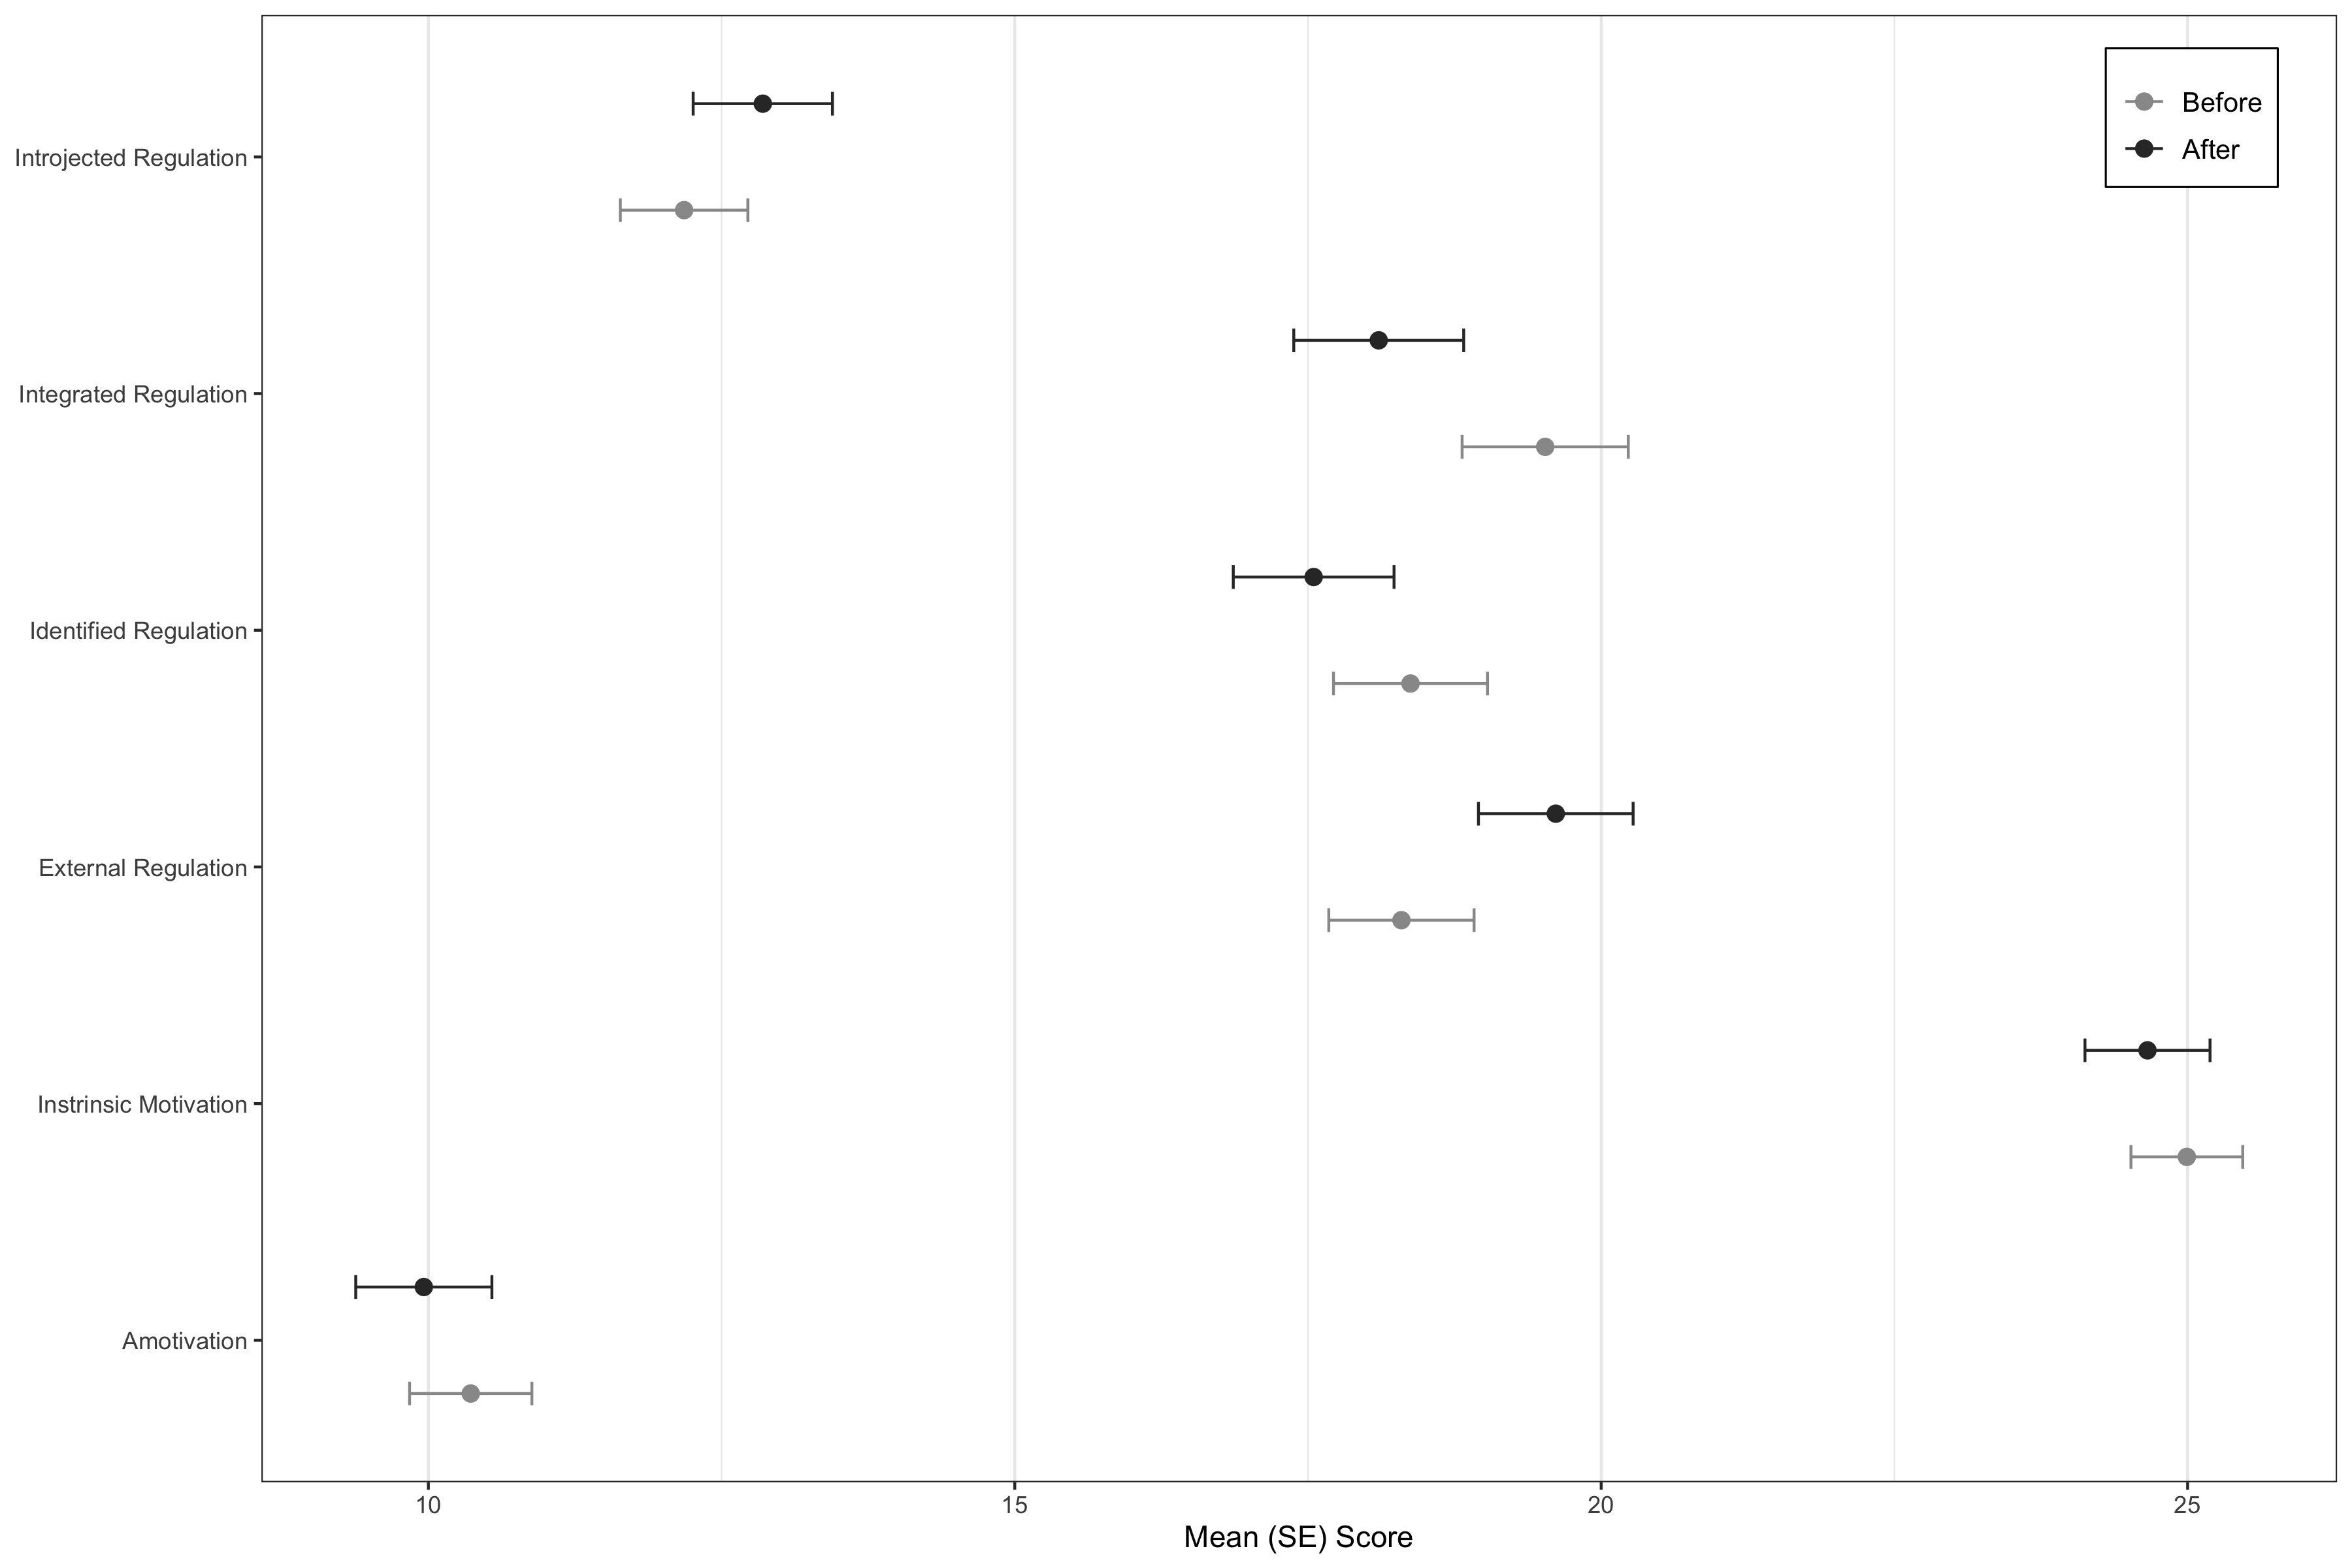 Before
After
Introjected Regulation
Integrated Regulation
Identified Regulation
External Regulation
Instrinsic Motivation
Amotivation
10 15 20 25
Mean (SE) Score